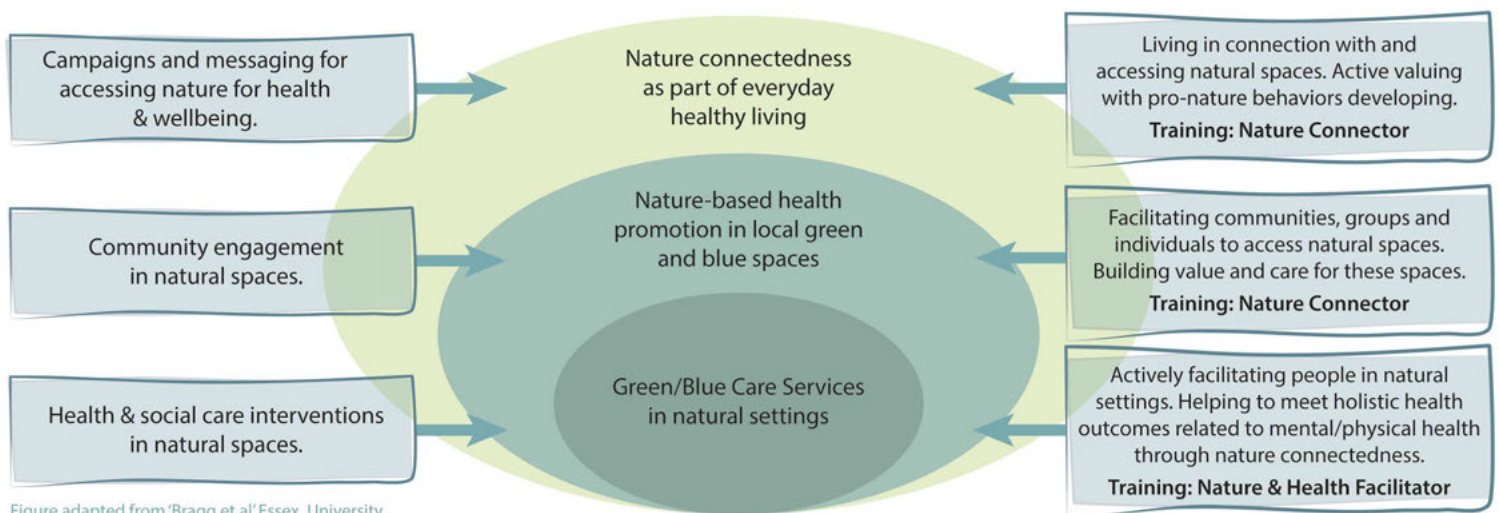 Campaigns and messaging for
accessing nature for health
& wellbeing.
Nature connectedness
as part of everyday
healthy living
Living in connection with and
accessing natural spaces. Active valuing
with pro-nature behaviors developing.
Training: Nature Connector
Community engagement
in natural spaces.
Nature-based health
promotion in local green
and blue spaces
Facilitating communities, groups and
individuals to access natural spaces.
Building value and care for these spaces.
Training: Nature Connector
Health & social care interventions
in natural spaces.
Green/Blue Care Services
in natural settings
Actively facilitating people in natural
settings. Helping to meet holistic health
outcomes related to mental/physical health
through nature connectedness.
Training: Nature & Health Facilitator
Figure adapted from 'Bragg et al' Essex University